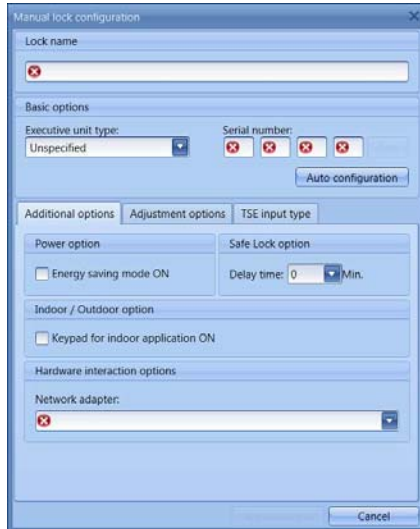 Manual lock configuration
Lock name
Basic options
Executive unit type:
Serial number:
Unspecified
Auto configuration
Additional options
Adjustment options
TSE input type
Power option
Safe Lock option
Energy saving mode ON
Delay time: 0 Min.
Indoor / Outdoor option
Keypad for indoor application ON
Hardware interaction options
Network adapter:
Cancel